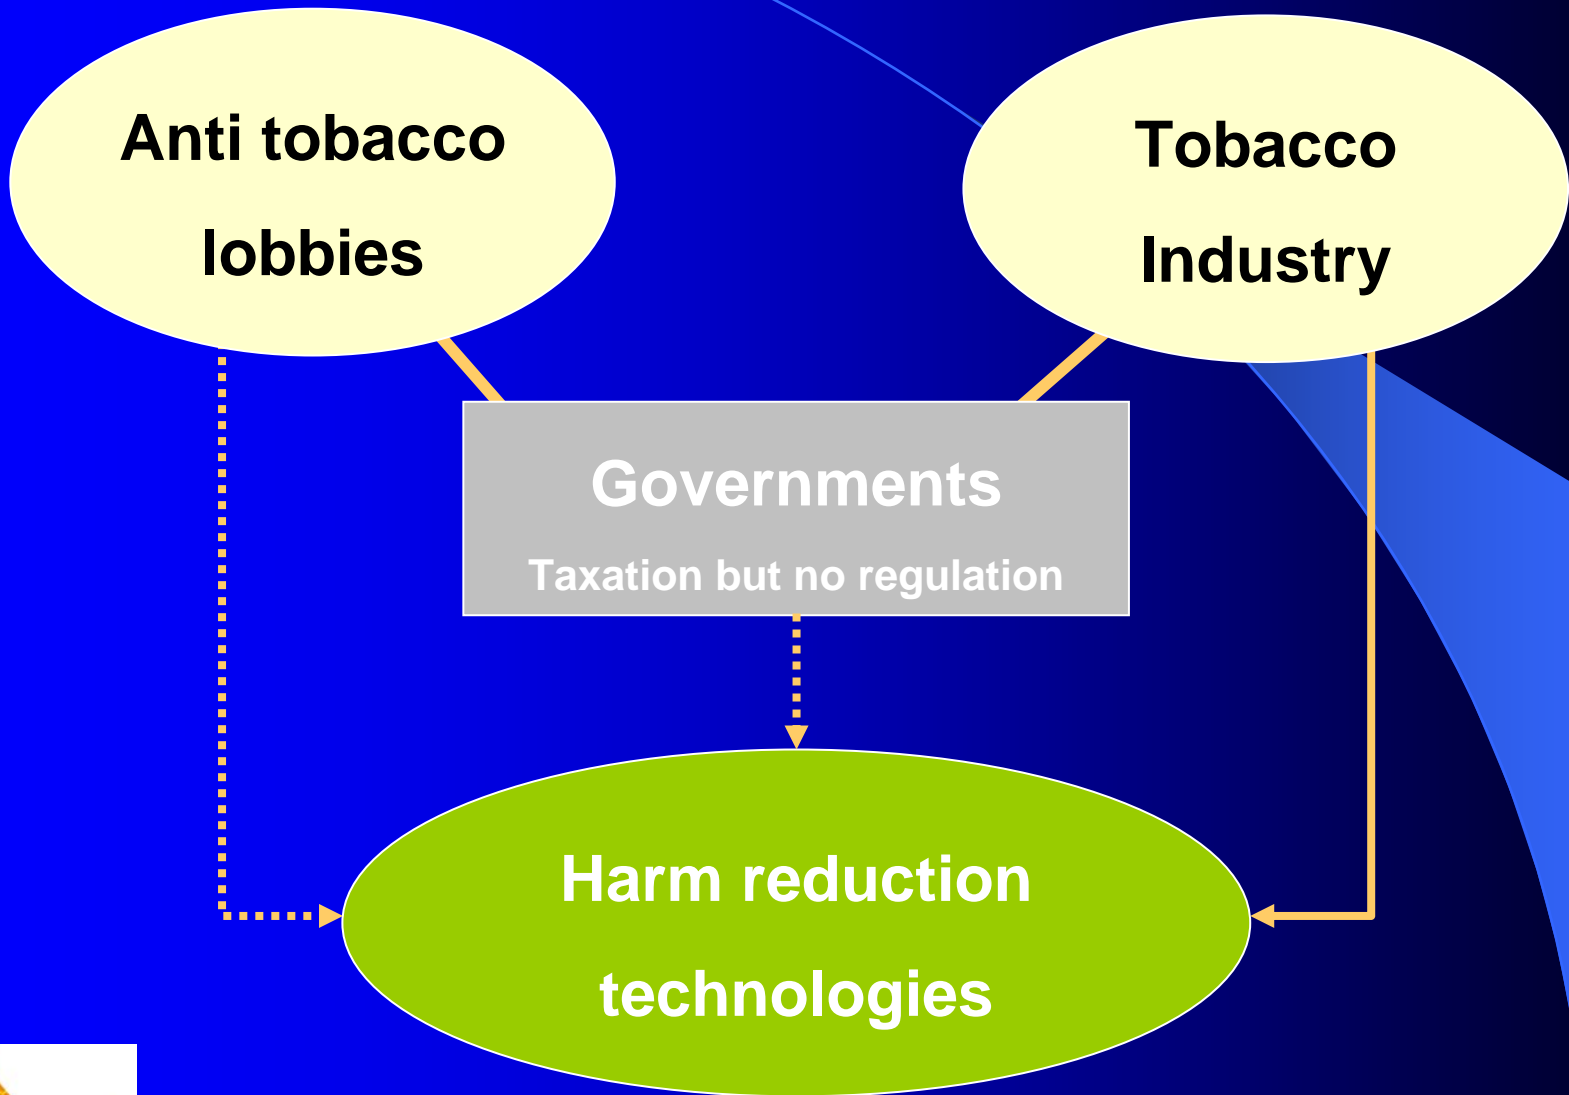 Anti tobacco
lobbies
Tobacco
Industry
Governments
Taxation but no regulation
Harm reduction
technologies